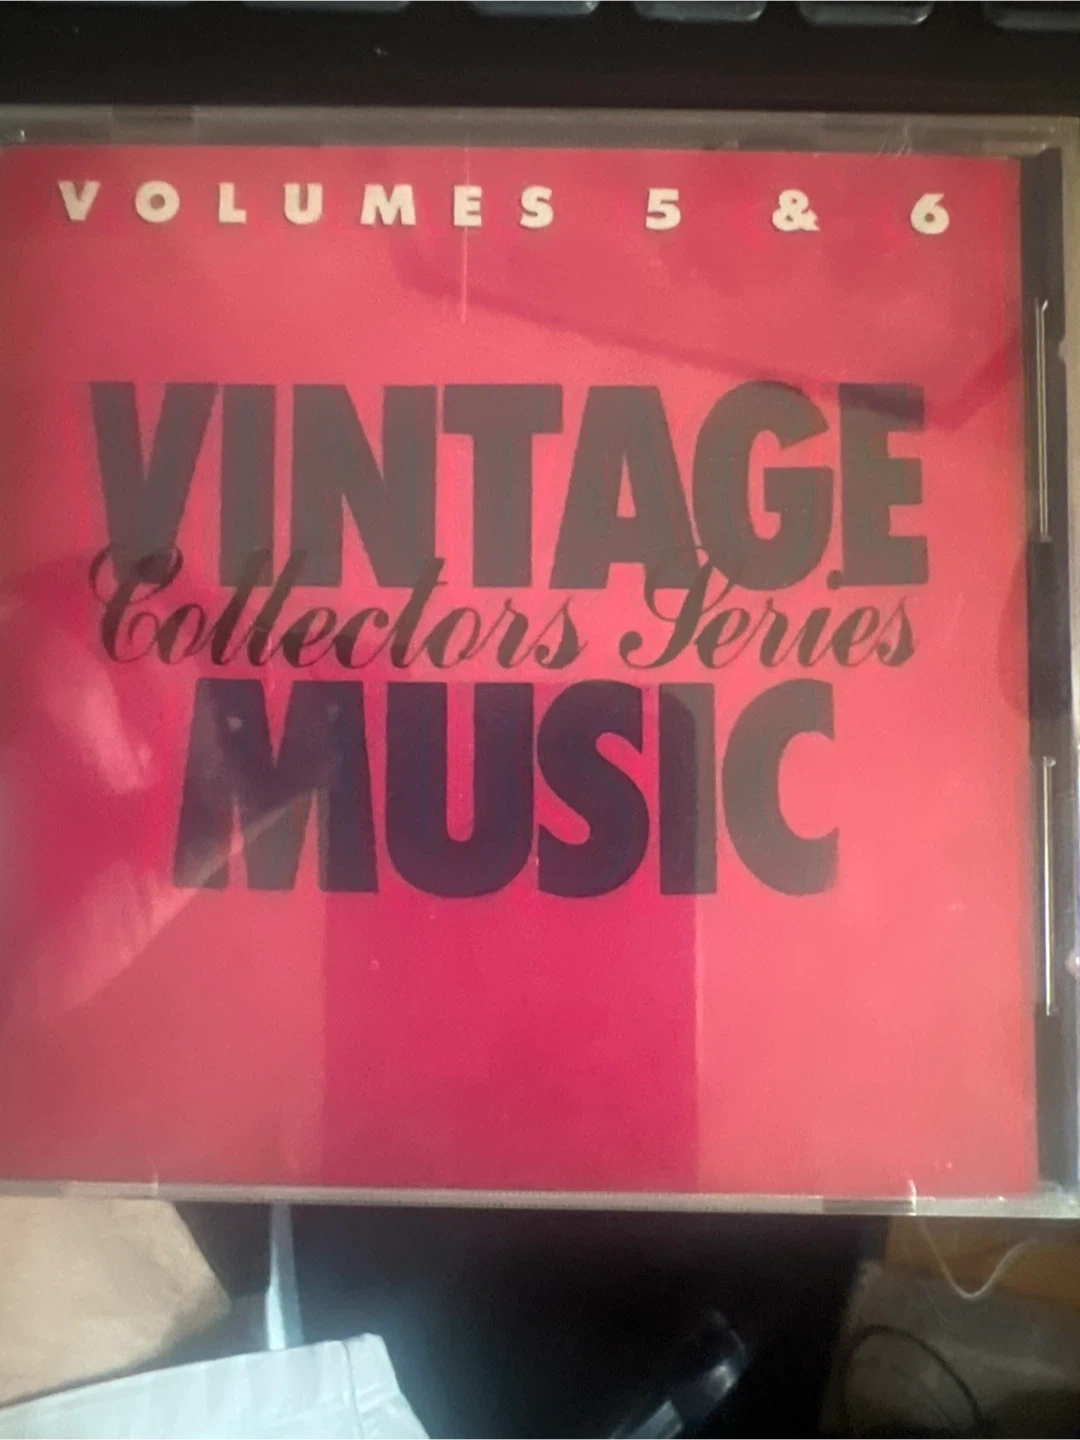 VOLUMES 5 & 6
VINTAGE
Collectors Series
MUSIC